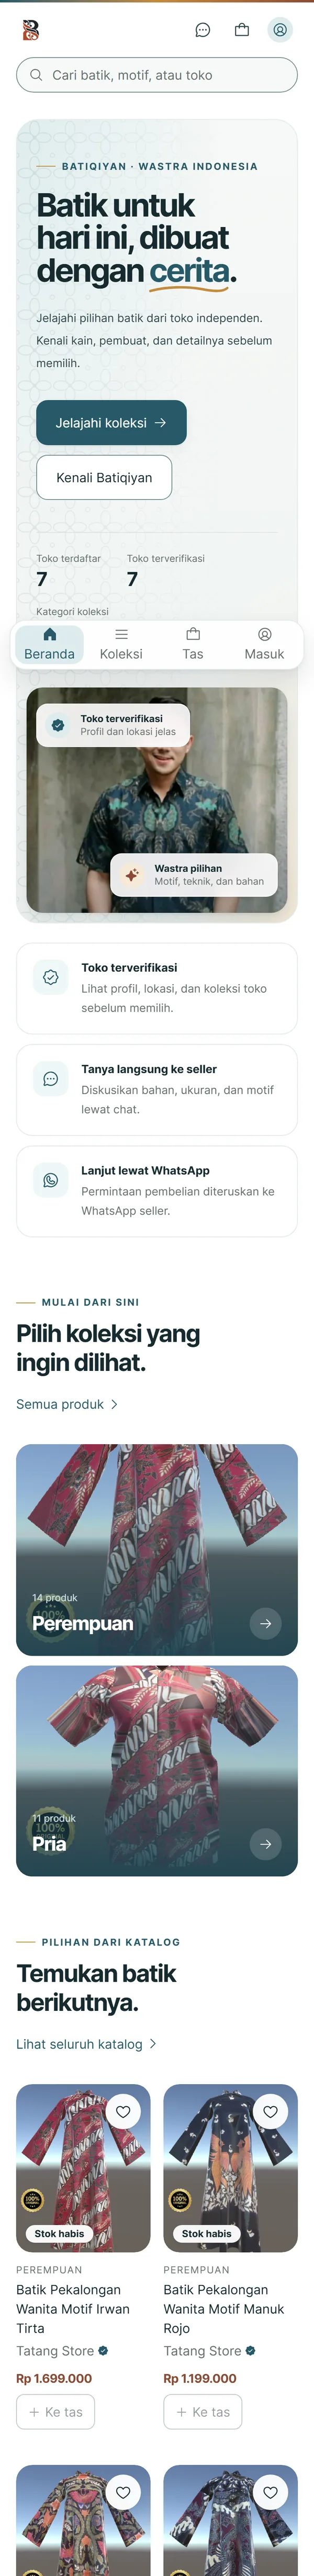 Cari batik, motif, atau toko
BATIQIYAN · WASTRA INDONESIA
Batik untuk
hari ini, dibuat
dengan cerita.
Jelajahi pilihan batik dari toko independen.
Kenali kain, pembuat, dan detailnya sebelum
memilih.
Jelajahi koleksi
Kenali Batiqiyan
Toko terdaftar
Toko terverifikasi
7
7
Kategori koleksi
Beranda
Koleksi
Tas
Masuk
Toko terverifikasi
Profil dan lokasi jelas
Wastra pilihan
Motif, teknik, dan bahan
Toko terverifikasi
Lihat profil, lokasi, dan koleksi toko
sebelum memilih.
Tanya langsung ke seller
Diskusikan bahan, ukuran, dan motif
lewat chat.
Lanjut lewat WhatsApp
Permintaan pembelian diteruskan ke
WhatsApp seller.
MULAI DARI SINI
Pilih koleksi yang
ingin dilihat.
Semua produk
14 produk
100%
Perempuan
11 produk
100%
Pria
PILIHAN DARI KATALOG
Temukan batik
berikutnya.
Lihat seluruh katalog
100%
Stok habis
100%
Stok habis
PEREMPUAN
Batik Pekalongan
Wanita Motif Irwan
Tirta
Tatang Store
Rp 1.699.000
+ Ke tas
PEREMPUAN
Batik Pekalongan
Wanita Motif Manuk
Rojo
Tatang Store
Rp 1.199.000
+ Ke tas